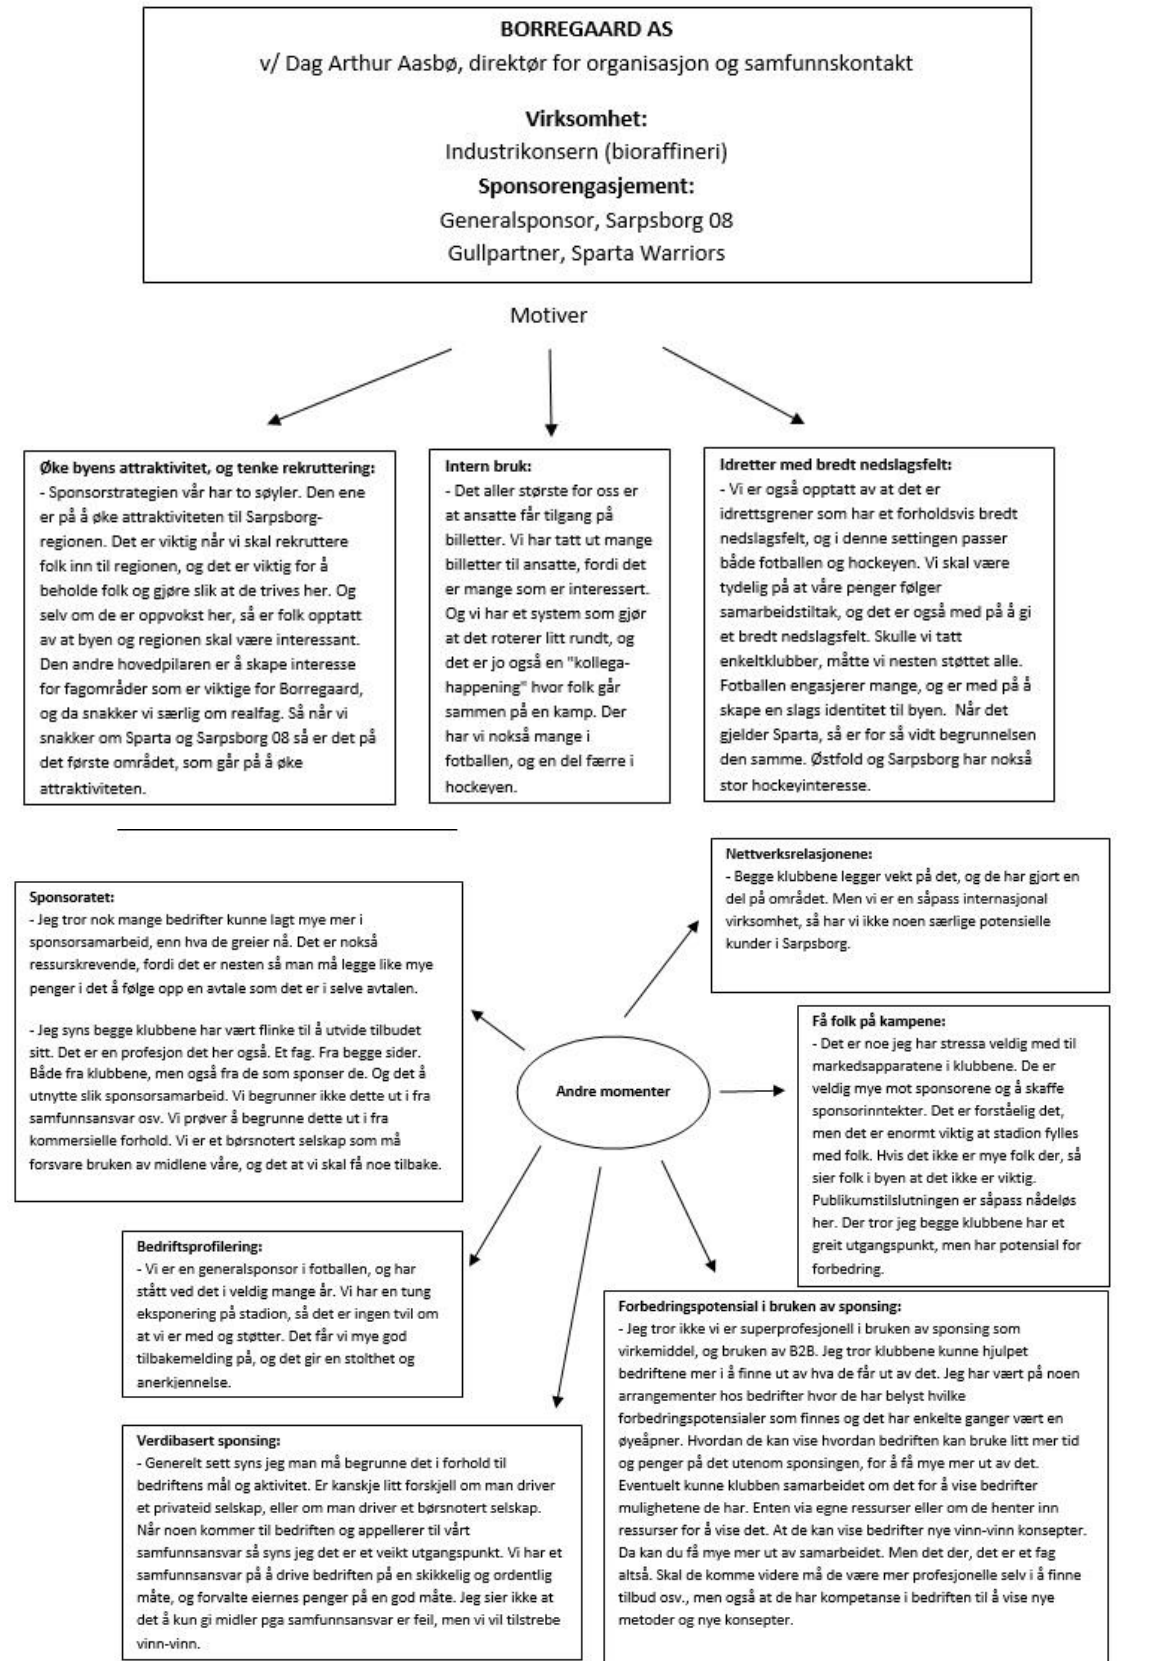 BORREGAARD AS
v/ Dag Arthur Aasbø, direktør for organisasjon og samfunnskontakt
Virksomhet:
Industrikonsern (bioraffineri)
Sponsorengasjement:
Generalsponsor, Sarpsborg 08
Gullpartner, Sparta Warriors
Motiver
Øke byens attraktivitet, og tenke rekruttering:
- Sponsorstrategien vår har to søyler. Den ene
er på å øke attraktiviteten til Sarpsborg-
regionen. Det er viktig når vi skal rekruttere
folk inn til regionen, og det er viktig for å
beholde folk og gjøre slik at de trives her. Og
selv om de er oppvokst her, så er folk opptatt
av at byen og regionen skal være interessant.
Den andre hovedpilaren er å skape interesse
for fagområder som er viktige for Borregaard,
og da snakker vi særlig om realfag. Så når vi
snakker om Sparta og Sarpsborg 08 så er det på
det første området, som går på å øke
attraktiviteten.
Intern bruk:
- Det aller største for oss er
at ansatte får tilgang på
billetter. Vi har tatt ut mange
billetter til ansatte, fordi det
er mange som er interessert.
Og vi har et system som gjør
at det roterer litt rundt, og
det er jo også en "kollega-
happening" hvor folk går
sammen på en kamp. Der
har vi nokså mange i
fotballen, og en del færre i
hockeyen.
Idretter med bredt nedslagsfelt:
- Vi er også opptatt av at det er
idrettsgrener som har et forholdsvis bredt
nedslagsfelt, og i denne settingen passer
både fotballen og hockeyen. Vi skal være
tydelig på at våre penger følger
samarbeidstiltak, og det er også med på å gi
et bredt nedslagsfelt. Skulle vi tatt
enkeltklubber, måtte vi nesten støttet alle.
Fotballen engasjerer mange, og er med på å
skape en slags identitet til byen.  Når det
gjelder Sparta, så er for så vidt begrunnelsen
den samme. Østfold og Sarpsborg har nokså
stor hockeyinteresse.
Nettverksrelasjonene:
- Begge klubbene legger vekt på det, og de har gjort en
del på området. Men vi er en såpass internasjonal
virksomhet, så har vi ikke noen særlige potensielle
kunder i Sarpsborg.
Sponsoratet:
- Jeg tror nok mange bedrifter kunne lagt mye mer i
sponsorsamarbeid, enn hva de greier nå. Det er nokså
ressurskrevende, fordi det er nesten så man må legge like mye
penger i det å følge opp en avtale som det er i selve avtalen.
- Jeg syns begge klubbene har vært flinke til å utvide tilbudet
sitt. Det er en profesjon det her også. Et fag. Fra begge sider.
Både fra klubbene, men også fra de som sponser de. Og det å
utnytte slik sponsorsamarbeid. Vi begrunner ikke dette ut i fra
samfunnsansvar osv. Vi prøver å begrunne dette ut i fra
kommersielle forhold. Vi er et børsnotert selskap som må
forsvare bruken av midlene våre, og det at vi skal få noe tilbake.
Andre momenter
Få folk på kampene:
- Det er noe jeg har stressa veldig med til
markedsapparatene i klubbene. De er
veldig mye mot sponsorene og å skaffe
sponsorinntekter. Det er forståelig det,
men det er enormt viktig at stadion fylles
med folk. Hvis det ikke er mye folk der, så
sier folk i byen at det ikke er viktig.
Publikumstilslutningen er såpass nådeløs
her. Der tror jeg begge klubbene har et
greit utgangspunkt, men har potensial for
forbedring.
Bedriftsprofilering:
- Vi er en generalsponsor i fotballen, og har
stått ved det i veldig mange år. Vi har en tung
eksponering på stadion, så det er ingen tvil om
at vi er med og støtter. Det får vi mye god
tilbakemelding på, og det gir en stolthet og
anerkjennelse.
Forbedringspotensial i bruken av sponsing:
- Jeg tror ikke vi er superprofesjonell i bruken av sponsing som
virkemiddel, og bruken av B2B. Jeg tror klubbene kunne hjulpet
bedriftene mer i å finne ut av hva de får ut av det. Jeg har vært på noen
arrangementer hos bedrifter hvor de har belyst hvilke
forbedringspotensialer som finnes og det har enkelte ganger vært en
øyeåpner. Hvordan de kan vise hvordan bedriften kan bruke litt mer tid
og penger på det utenom sponsingen, for å få mye mer ut av det.
Eventuelt kunne klubben samarbeidet om det for å vise bedrifter
mulighetene de har. Enten via egne ressurser eller om de henter inn
ressurser for å vise det. At de kan vise bedrifter nye vinn-vinn konsepter.
Da kan du få mye mer ut av samarbeidet. Men det der, det er et fag
altså. Skal de komme videre må de være mer profesjonelle selv i å finne
tilbud osv., men også at de har kompetanse i bedriften til å vise nye
metoder og nye konsepter.
Verdibasert sponsing:
- Generelt sett syns jeg man må begrunne det i forhold til
bedriftens mål og aktivitet. Er kanskje litt forskjell om man driver
et privateid selskap, eller om man driver et børsnotert selskap.
Når noen kommer til bedriften og appellerer til vårt
samfunnsansvar så syns jeg det er et veikt utgangspunkt. Vi har et
samfunnsansvar på å drive bedriften på en skikkelig og ordentlig
måte, og forvalte eiernes penger på en god måte. Jeg sier ikke at
det å kun gi midler pga samfunnsansvar er feil, men vi vil tilstrebe
vinn-vinn.